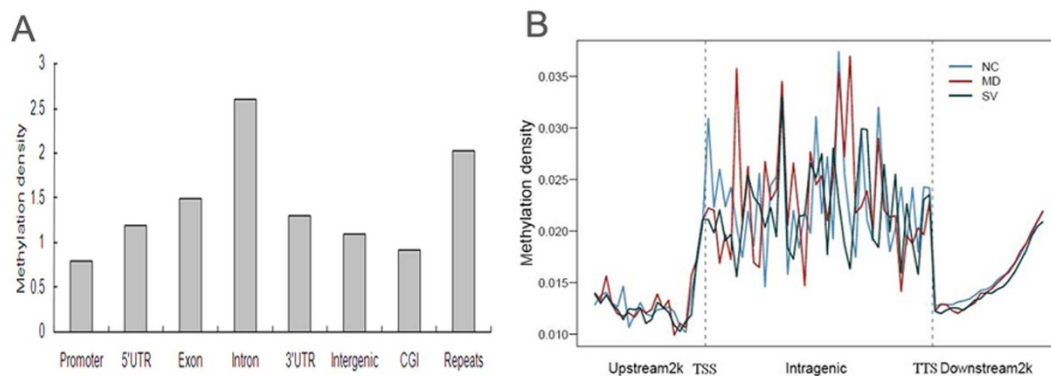 A
Methylation density
3
2.5
2
1.5
1
05
0
Promoter 5'UTR Exon Intron 3'UTR Intergenic CGI Repeats
B
Methylation density
0.035
0.030
0.025
0.020
0.015
0.010
NC
MD
SV
Upstream2k TSS Intragenic TTS Downstream2k